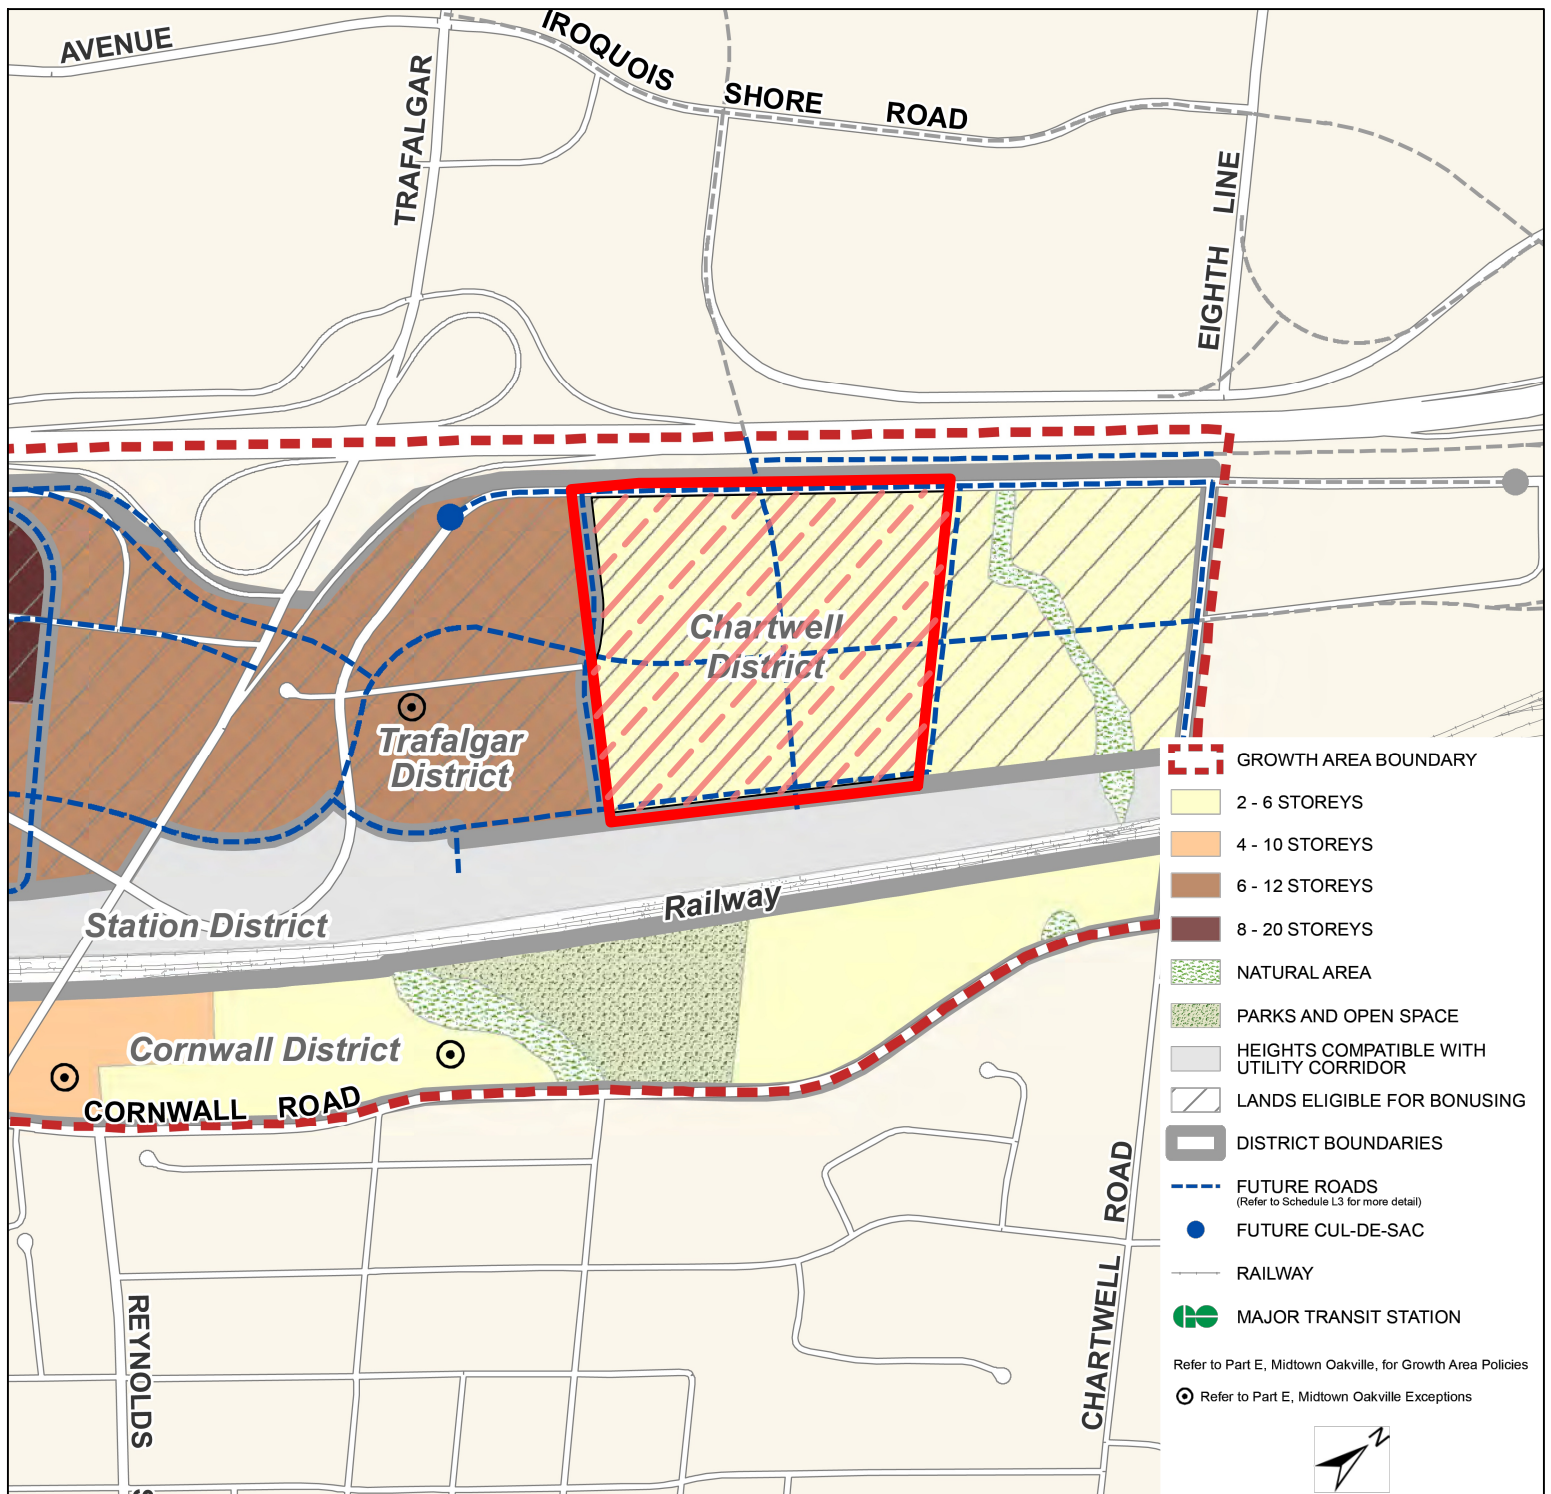 AVENUE
IROQUOIS
SHORE
ROAD
TRAFALGAR
EIGHTH LINE
Chartwell
District
Trafalgar
District
Railway
Station District
Cornwall District
CORNWALL ROAD
REYNOLDS
S
CHARTWELL ROAD
GROWTH AREA BOUNDARY
2 - 6 STOREYS
4 - 10 STOREYS
6 - 12 STOREYS
8 - 20 STOREYS
NATURAL AREA
PARKS AND OPEN SPACE
HEIGHTS COMPATIBLE WITH
UTILITY CORRIDOR
LANDS ELIGIBLE FOR BONUSING
DISTRICT BOUNDARIES
FUTURE ROADS
(Refer to Schedule L3 for more detail)
FUTURE CUL-DE-SAC
RAILWAY
MAJOR TRANSIT STATION
Refer to Part E, Midtown Oakville, for Growth Area Policies
Refer to Part E, Midtown Oakville Exceptions
N